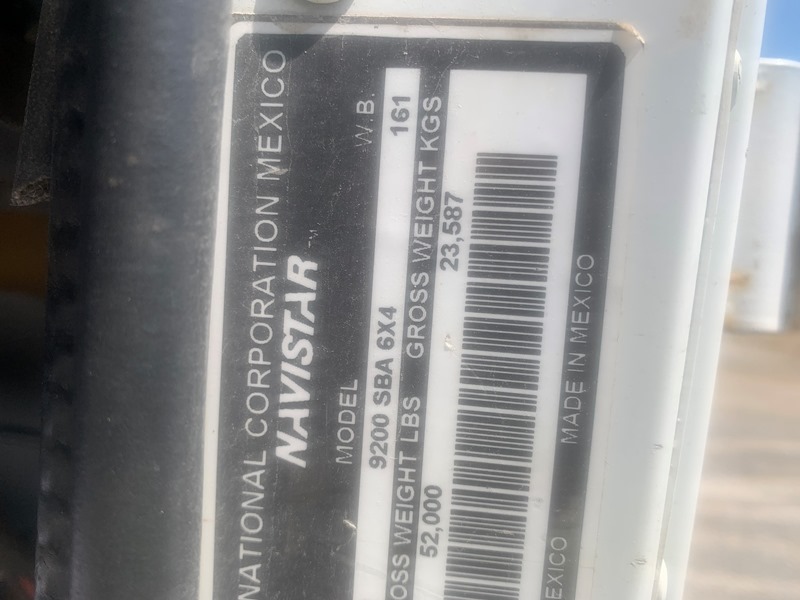 NATIONAL CORPORATION MEXICO
NAVISTAR™
MODEL W.B.
9200 SBA 6X4 161
OSS WEIGHT LBS GROSS WEIGHT KGS
52,000 23,587
EXICO MADE IN MEXICO